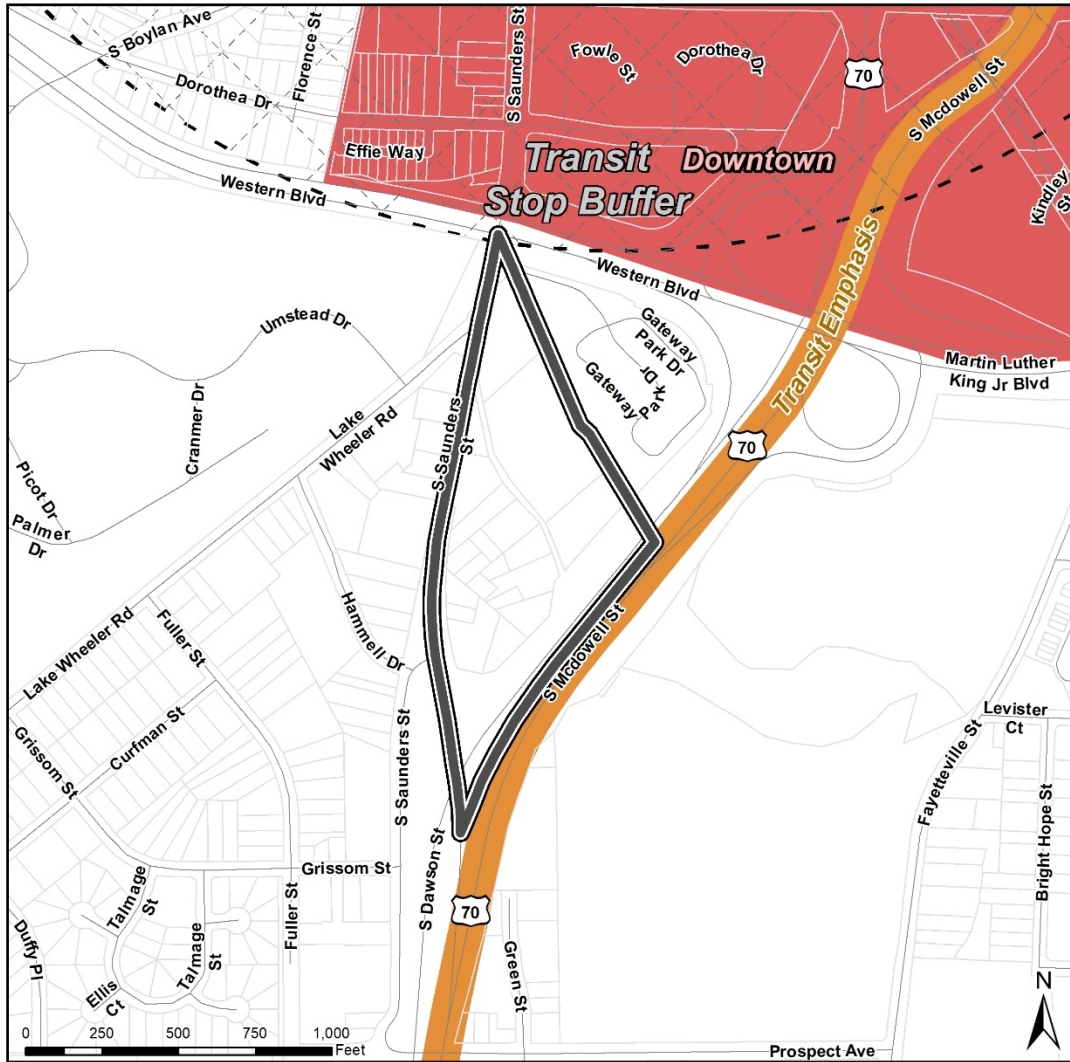 S Boylan Ave
Florence St
Dorothea Dr
S Saunders St
Fowle St
Dorothea Dr
70
S Mcdowell St
Kindley
St
Effie Way
Transit
Stop Buffer
Downtown
Western Blvd
Western Blvd
Transit Emphasis
Martin Luther
King Jr Blvd
Umstead Dr
Gateway
Park Dr
Gateway
Park Dr
Lake
Wheeler Rd
Cranmer Dr
S Saunders
St
70
Picot Dr
Palmer
Dr
Hammell Dr
Fuller St
Lake Wheeler Rd
S Mcdowell St
Curfman St
Grissom St
S Saunders St
S Dawson St
Levister
Ct
Fayetteville St
Bright Hope St
Grissom St
Talmage
St
Fuller St
Talmage
St
Duffy Pl
Ellis
Ct
70
Green St
N
0 250 500 750 1,000
Feet
Prospect Ave